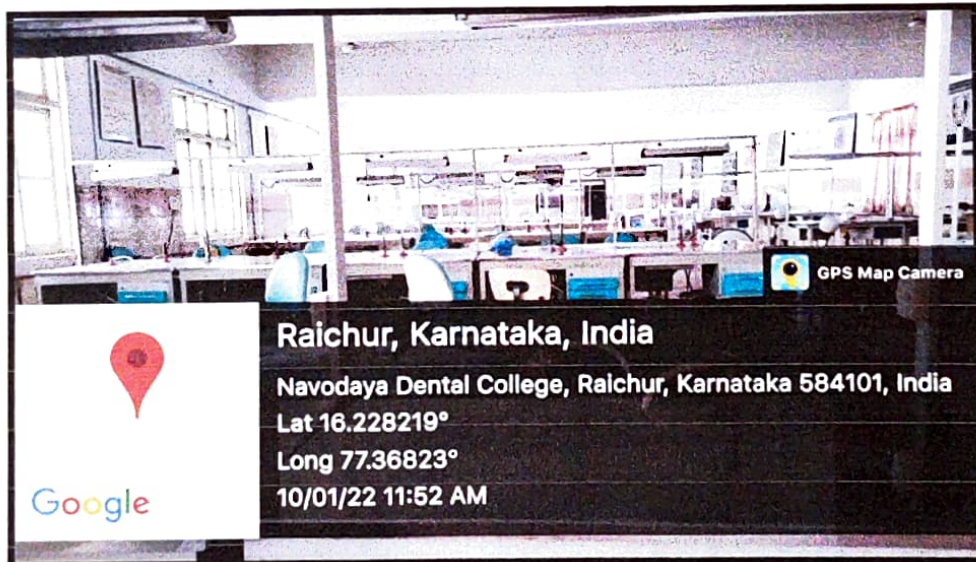 GPS Map Camera
Raichur, Karnataka, India
Navodaya Dental College, Raichur, Karnataka 584101, India
Lat 16.228219°
Long 77.36823°
10/01/22 11:52 AM
Google